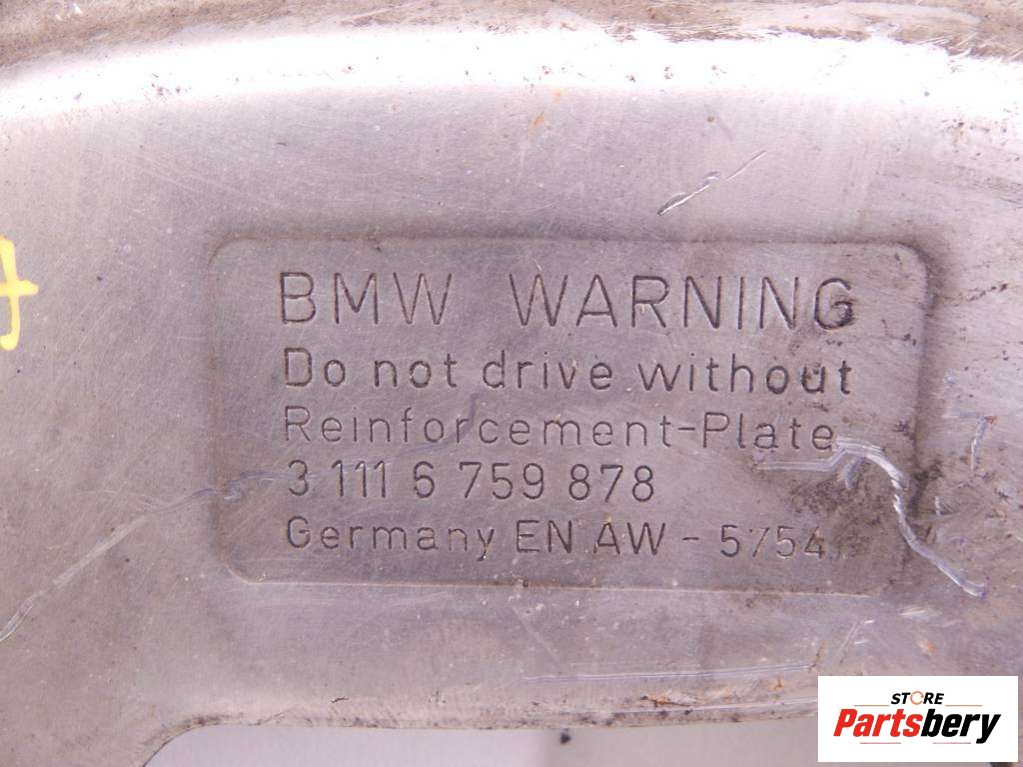 BMW WARNING
Do not drive without
Reinforcement-Plate
3 111 6 759 878
Germany EN AW - 5754
STORE
Partsbery